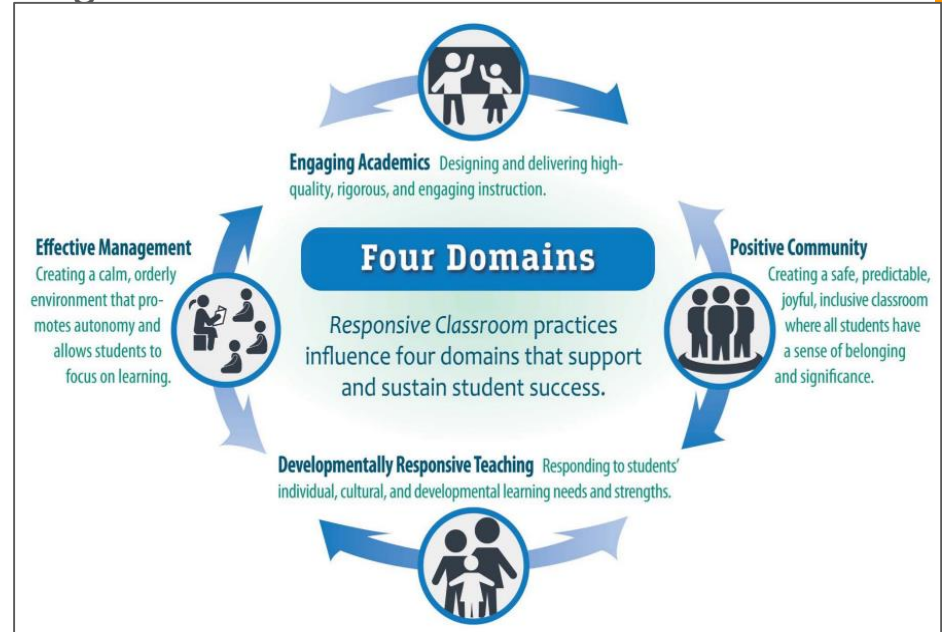 Engaging Academics Designing and delivering high-
quality, rigorous, and engaging instruction.
Effective Management
Creating a calm, orderly
environment that pro-
motes autonomy and
allows students to
focus on learning.
Four Domains
Responsive Classroom practices
influence four domains that support
and sustain student success.
Positive Community
Creating a safe, predictable,
joyful, inclusive classroom
where all students have
a sense of belonging
and significance.
Developmentally Responsive Teaching Responding to students'
individual, cultural, and developmental learning needs and strengths.